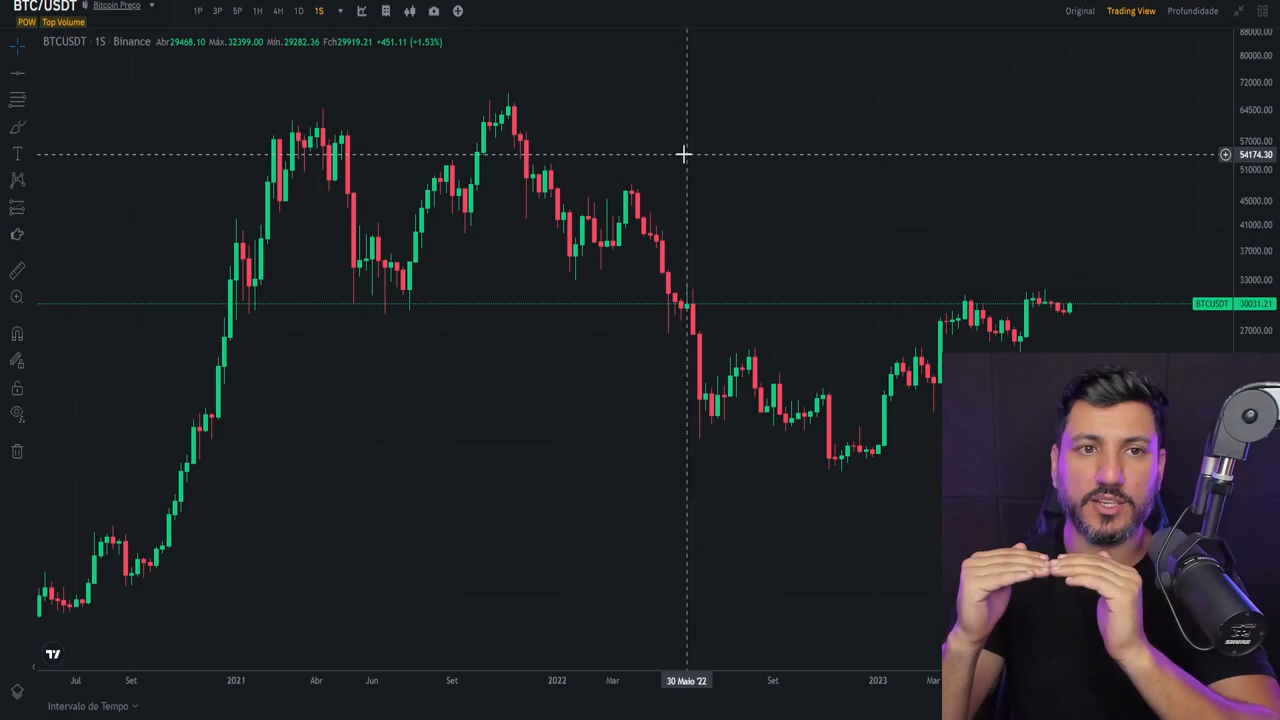 BTC/USDT Bitcoin Preço
POW Top Volume
1P 3P 5P 1H 4H 1D 1S
Original Trading View Profundidade
BTCUSDT · 1S · Binance Abr29468.10 Máx.32399.00 Mín.29282.36 Fch29919.21 +451.11 (+1.53%)
88000.00
80000.00
72000.00
64500.00
57000.00
54174.30
51000.00
45000.00
41000.00
37000.00
33000.00
BTCUSDT 30031.21
27000.00
SHURE
Jul Set 2021 Abr Jun Set 2022 Mar 30 Maio '22 Set 2023 Mar
Intervalo de Tempo